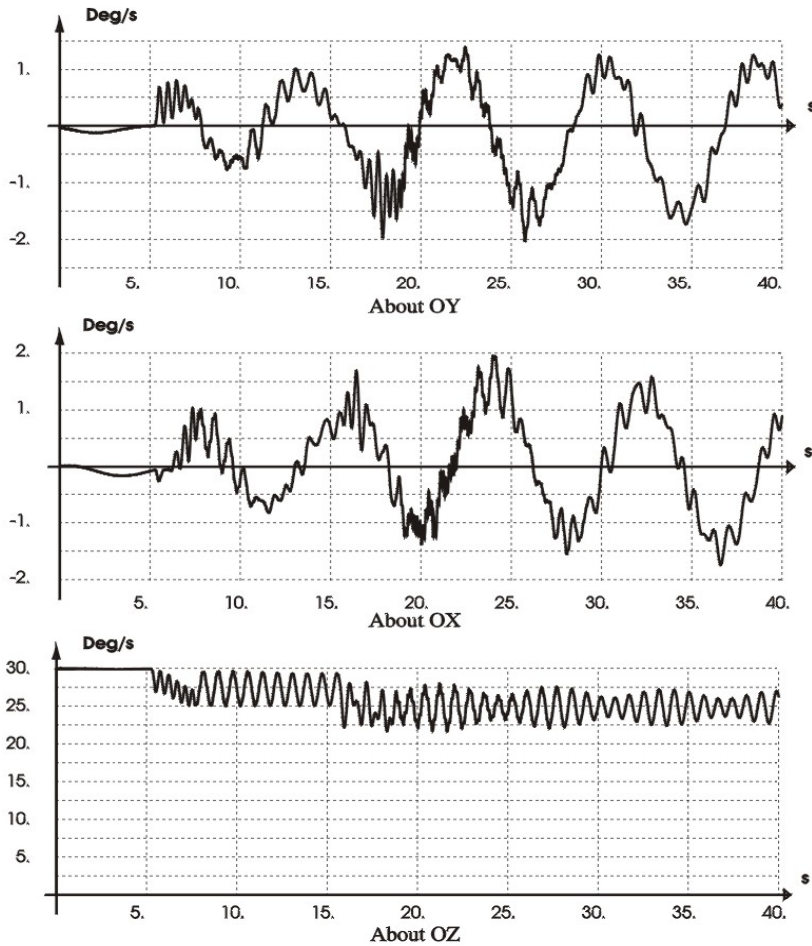 Deg/s
1.
s
-1.
-2.
5. 10. 15. 20. 25. 30. 35. 40.
About OY
Deg/s
2.
1.
s
-1.
-2.
5. 10. 15. 20. 25. 30. 35. 40.
About OX
Deg/s
30.
25.
20.
15.
10.
5.
s
5. 10. 15. 20. 25. 30. 35. 40.
About OZ